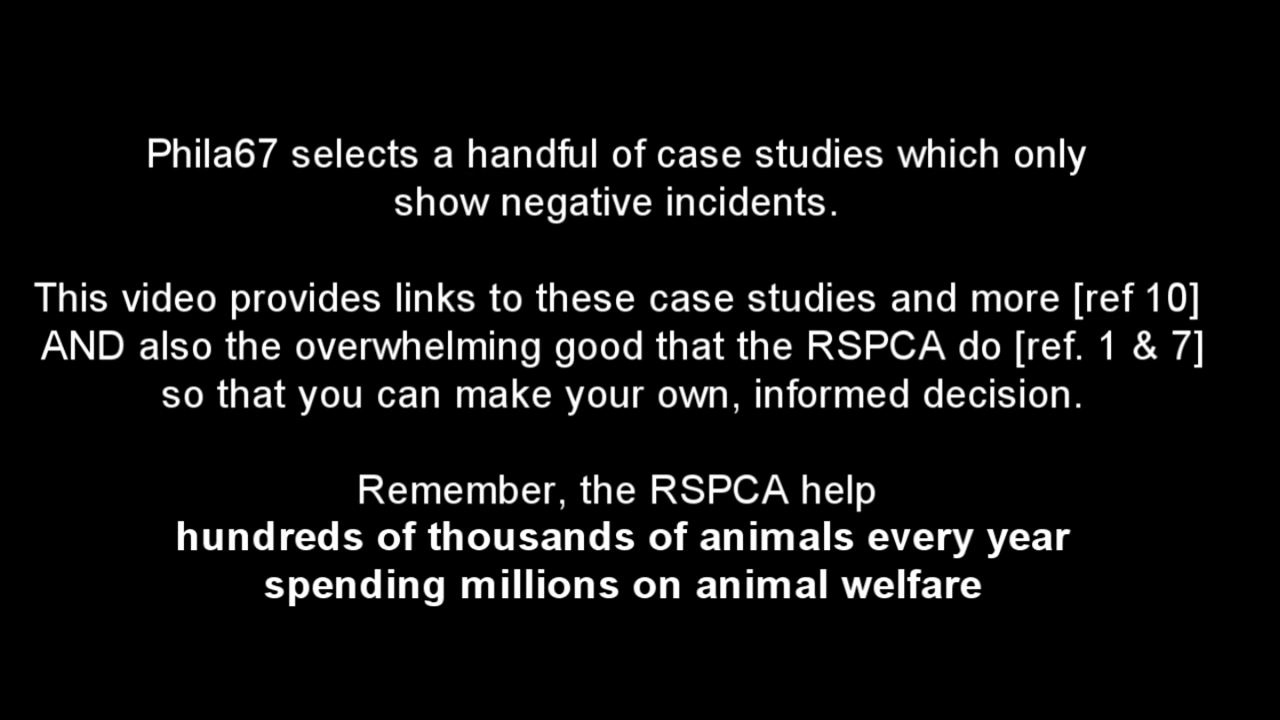 Phila67 selects a handful of case studies which only
show negative incidents.
This video provides links to these case studies and more [ref 10]
AND also the overwhelming good that the RSPCA do [ref. 1 & 7]
so that you can make your own, informed decision.
Remember, the RSPCA help
hundreds of thousands of animals every year
spending millions on animal welfare